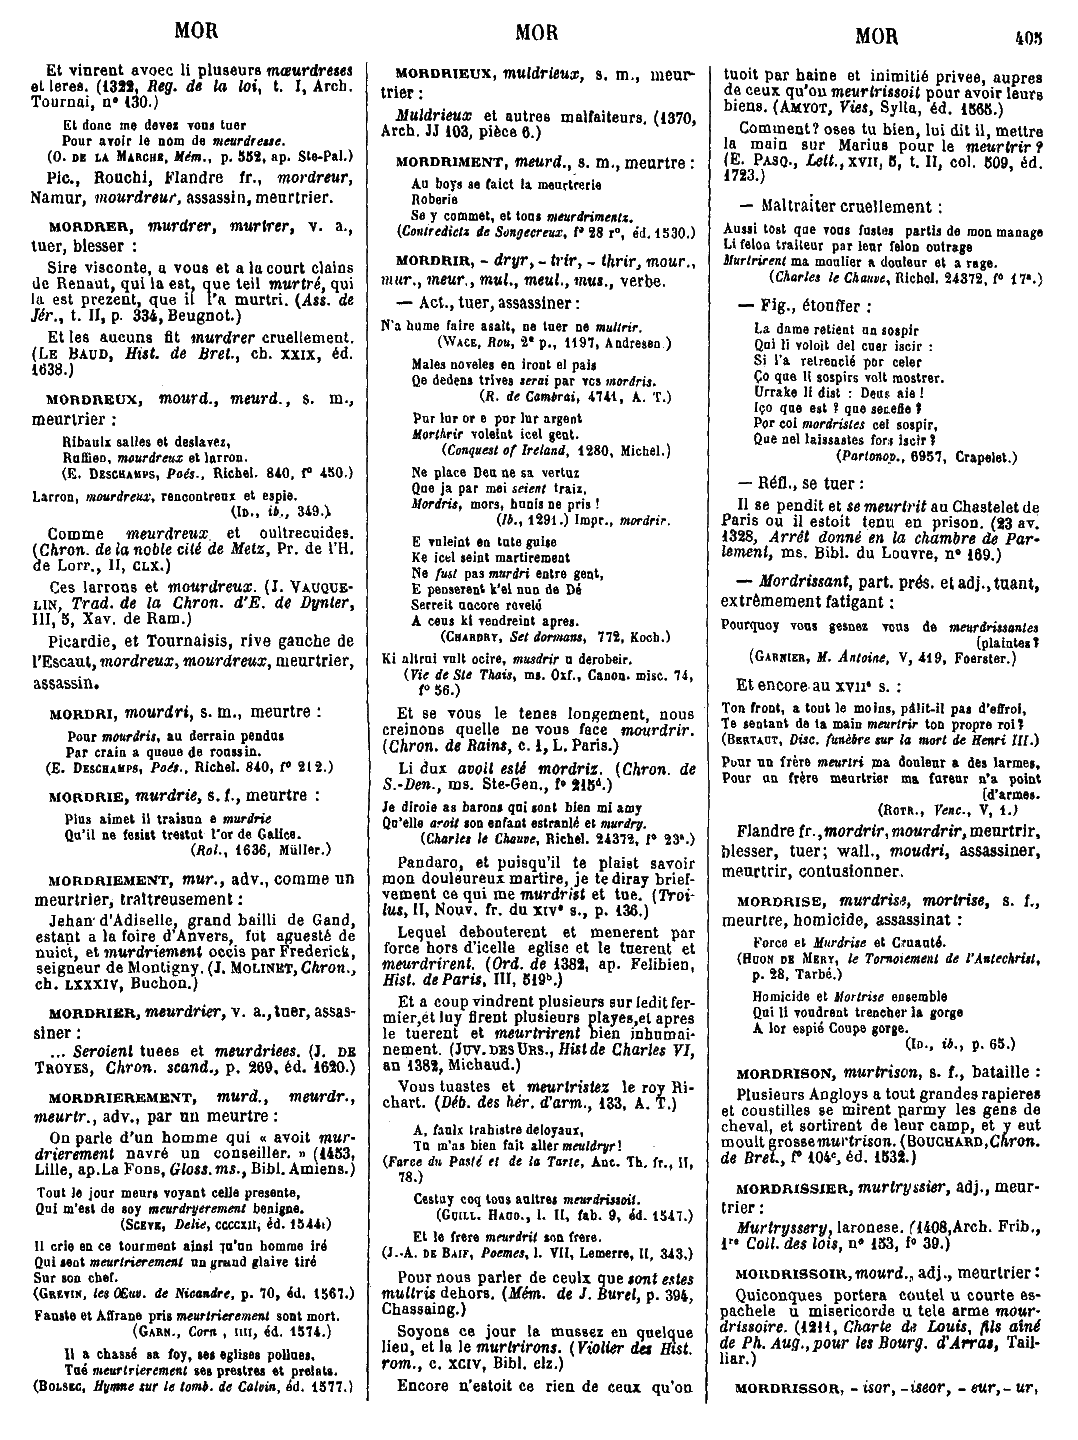 MOR
MOR
MOR
405
Et vinrent avoec li pluseurs mœurdreses
et leres. (1322, Reg. de la loi, t. I, Arch.
Tournai, n° 130.)
Et donc me devez vous tuer
Pour avoir le nom de meurdresse.
(O. DE LA MARCHE, Mém., p. 552, ap. Ste-Pal.)
Pic., Rouchi, Flandre fr., mordreur,
Namur, mourdreur, assassin, meurtrier.
MORDRER, murdrer, murtrer, v. a.,
tuer, blesser :
Sire visconte, a vous et a la court clains
de Renaut, qui la est, que teil murtré, qui
la est prezent, que il l'a murtri. (Ass. de
Jér., t. II, p. 334, Beugnot.)
Et les aucuns fit murdrer cruellement.
(LE BAUD, Hist. de Bret., ch. XXIX, éd.
1638.)
MORDREUX, mourd., meurd., s. m.,
meurtrier :
Ribaulx salles et deslavez,
Ruffien, mourdreux et larron.
(E. DESCHAMPS, Poés., Richel. 840, f° 450.)
Larron, mourdreux, rencontreux et espie.
(ID., ib., 349.)
Comme meurdreux et oultrecuides.
(Chron. de la noble cité de Metz, Pr. de l'H.
de Lorr., II, CLX.)
Ces larrons et mourdreux. (J. VAUQUE-
LIN, Trad. de la Chron. d'E. de Dynter,
III, 5, Xav. de Ram.)
Picardie, et Tournaisis, rive gauche de
l'Escaut, mordreux, mourdreux, meurtrier,
assassin.
MORDRI, mourdri, s. m., meurtre :
Pour mourdris, au derrain pendus
Par crain a queue de roussin.
(E. DESCHAMPS, Poés., Richel. 840, f° 212.)
MORDRIE, murdrie, s. f., meurtre :
Plus aimet il traisun e murdrie
Qu'il ne fesist trestut l'or de Galice.
(Rol., 1636, Müller.)
MORDRIEMENT, mur., adv., comme un
meurtrier, traîtreusement :
Jehan d'Adiselle, grand bailli de Gand,
estant a la foire d'Anvers, fut aguesté de
nuict, et murdriement occis par Frederick,
seigneur de Montigny. (J. MOLINET, Chron.,
ch. LXXXIV, Buchon.)
MORDRIER, meurdrier, v. a., tuer, assas-
siner :
... Seroient tuees et meurdriees. (J. DE
TROYES, Chron. scand., p. 269, éd. 1620.)
MORDRIEREMENT, murd., meurdr.,
meurtr., adv., par un meurtre :
On parle d'un homme qui « avoit mur-
drierement navré un conseiller. » (1453,
Lille, ap. La Fons, Gloss. ms., Bibl. Amiens.)
Tout le jour meurs voyant celle presente,
Qui m'est de soy meurdryerement benigne.
(SCEVE, Delie, CCCCXII, éd. 1544.)
Il crie en ce tourment ainsi qu'un homme iré
Qui sent meurtrierement un grand glaive tiré
Sur son chef.
(GREVIN, les Œuv. de Nicandre, p. 70, éd. 1567.)
Fauste et Affrane pris meurtrierement sont mort.
(GARN., Corn , IIII, éd. 1574.)
Il a chassé sa foy, ses eglises pollues,
Tué meurtrierement ses prestres et prelats.
(BOLSEC, Hymne sur le tomb. de Calvin, éd. 1577.)
MORDRIEUX, muldrieux, s. m., meur-
trier :
Muldrieux et autres malfaiteurs. (1370,
Arch. JJ 103, pièce 6.)
MORDRIMENT, meurd., s. m., meurtre :
Au boys se faict la meurtrerie
Roberie
Se y commet, et tous meurdrimentz.
(Contredictz de Songecreux, f° 28 r°, éd. 1530.)
MORDRIR, - dryr, - trir, - thrir, mour.,
mur., meur., mul., meul., mus., verbe.
— Act., tuer, assassiner :
N'a hume faire asalt, ne tuer ne multrir.
(WACE, Rou, 2e p., 1197, Andresen.)
Males noveles en iront el pais
Qe dedens trives serai par vos mordris.
(R. de Cambrai, 4741, A. T.)
Pur lur or e por lur argent
Morthrir voleint icel gent.
(Conquest of Ireland, 1280, Michel.)
Ne place Deu ne sa vertuz
Que ja par mei seient traiz,
Mordris, mors, hunis ne pris !
(Ib., 1291.) Impr., mordrir.
E vuleint en tute guise
Ke icel seint martirement
Ne fust pas murdri entre gent,
E penserent k'el nun de Dé
Serreit uncore revelé
A ceus ki vendreint apres.
(CHARDRY, Set dormans, 772, Koch.)
Ki altrui vult ocire, musdrir u derobeir.
(Vie de Ste Thais, ms. Oxf., Canon. misc. 74,
f° 56.)
Et se vous le tenes longement, nous
creinons quelle ne vous face mourdrir.
(Chron. de Rains, c. 1, L. Paris.)
Li dux avoit esté mordriz. (Chron. de
S.-Den., ms. Ste-Gen., f° 215d.)
Je diroie as barons qui sont bien mi amy
Qu'elle aroit son enfant estranlé et murdry.
(Charles le Chauve, Richel. 24372, f° 23a.)
Pandaro, et puisqu'il te plaist savoir
mon douleureux martire, je te diray brief-
vement ce qui me murdrist et tue. (Troi-
lus, II, Nouv. fr. du XIVe s., p. 136.)
Lequel debouterent et menerent par
force hors d'icelle eglise et le tuerent et
meurdrirent. (Ord. de 1382, ap. Felibien,
Hist. de Paris, III, 519b.)
Et a coup vindrent plusieurs sur ledit fer-
mier, et luy firent plusieurs playes, et apres
le tuerent et meurtrirent bien inhumai-
nement. (JUV. DES URS., Hist de Charles VI,
an 1382, Michaud.)
Vous tuastes et meurtristez le roy Ri-
chart. (Déb. des hér. d'arm., 133, A. T.)
A, faulx trahistre deloyaux,
Tu m'as bien fait aller meuldryr !
(Farce du Pasté et de la Tarte, Anc. Th. fr., II,
78.)
Cestuy coq tous aultres meurdrissoit.
(GUILL. HAUD., l. II, fab. 9, éd. 1547.)
Et le frere meurdrit son frere.
(J.-A. DE BAIF, Poemes, l. VII, Lemerre, II, 343.)
Pour nous parler de ceulx que sont estes
multris dehors. (Mém. de J. Burel, p. 394,
Chassaing.)
Soyons ce jour la mussez en quelque
lieu, et la le murtrirons. (Violier des Hist.
rom., c. XCIV, Bibl. elz.)
Encore n'estoit ce rien de ceux qu'on
tuoit par haine et inimitié privee, aupres
de ceux qu'on meurtrissoit pour avoir leurs
biens. (AMYOT, Vies, Sylla, éd. 1565.)
Comment? oses tu bien, lui dit il, mettre
la main sur Marius pour le meurtrir ?
(E. PASQ., Lett., XVII, 5, t. II, col. 509, éd.
1723.)
— Maltraiter cruellement :
Aussi tost que vous fustes partis de mon manage
Li felon traiteur par leur felon outrage
Murtrirent ma moulier a douleur et a rage.
(Charles le Chauve, Richel. 24372, f° 17a.)
— Fig., étouffer :
La dame retient un sospir
Qui li voloit del cuer iscir :
Si l'a retrenclé por celer
Ço que li sospirs volt mostrer.
Urrake li dist : Deus aie !
Iço que est ? que senefie ?
Por coi mordristes cel sospir,
Que nel laissastes fors iscir ?
(Partonop., 6957, Crapelet.)
— Réfl., se tuer :
Il se pendit et se meurtrit au Chastelet de
Paris ou il estoit tenu en prison. (23 av.
1328, Arrêt donné en la chambre de Par-
lement, ms. Bibl. du Louvre, n° 169.)
— Mordrissant, part. prés. et adj., tuant,
extrêmement fatigant :
Pourquoy vous gesnez vous de meurdrissantes
(plaintes ?
(GARNIER, M. Antoine, V, 419, Foerster.)
Et encore au XVIIe s. :
Ton front, a tout le moins, pâlit-il pas d'effroi,
Te sentant de ta main meurtrir ton propre roi ?
(BERTAUT, Disc. funèbre sur la mort de Henri III.)
Pour un frère meurtri ma douleur a des larmes,
Pour un frère meurtrier ma fureur n'a point
[d'armes.
(ROTR., Venc., V, 1.)
Flandre fr., mordrir, mourdrir, meurtrir,
blesser, tuer; wall., moudri, assassiner,
meurtrir, contusionner.
MORDRISE, murdrise, mortrise, s. f.,
meurtre, homicide, assassinat :
Force et Murdrise et Cruauté.
(HUON DE MERY, le Tornoiement de l'Antechrist,
p. 28, Tarbé.)
Homicide et Mortrise ensemble
Qui li voudrent trencher la gorge
A lor espié Coupe gorge.
(ID., ib., p. 65.)
MORDRISON, murtrison, s. f., bataille :
Plusieurs Angloys a tout grandes rapieres
et coustilles se mirent parmy les gens de
cheval, et sortirent de leur camp, et y eut
moult grosse murtrison. (BOUCHARD, Chron.
de Bret., f° 104c, éd. 1532.)
MORDRISSIER, murtryssier, adj., meur-
trier :
Murtryssery, laronese. (1408, Arch. Frib.,
1re Coll. des lois, n° 153, f° 39.)
MORDRISSOIR, mourd., adj., meurtrier :
Quiconques portera coutel u courte es-
pachele u misericorde u tele arme mour-
drissoire. (1211, Charte de Louis, fils aîné
de Ph. Aug., pour les Bourg. d'Arras, Tail-
liar.)
MORDRISSOR, - isor, - iseor, - eur, - ur,